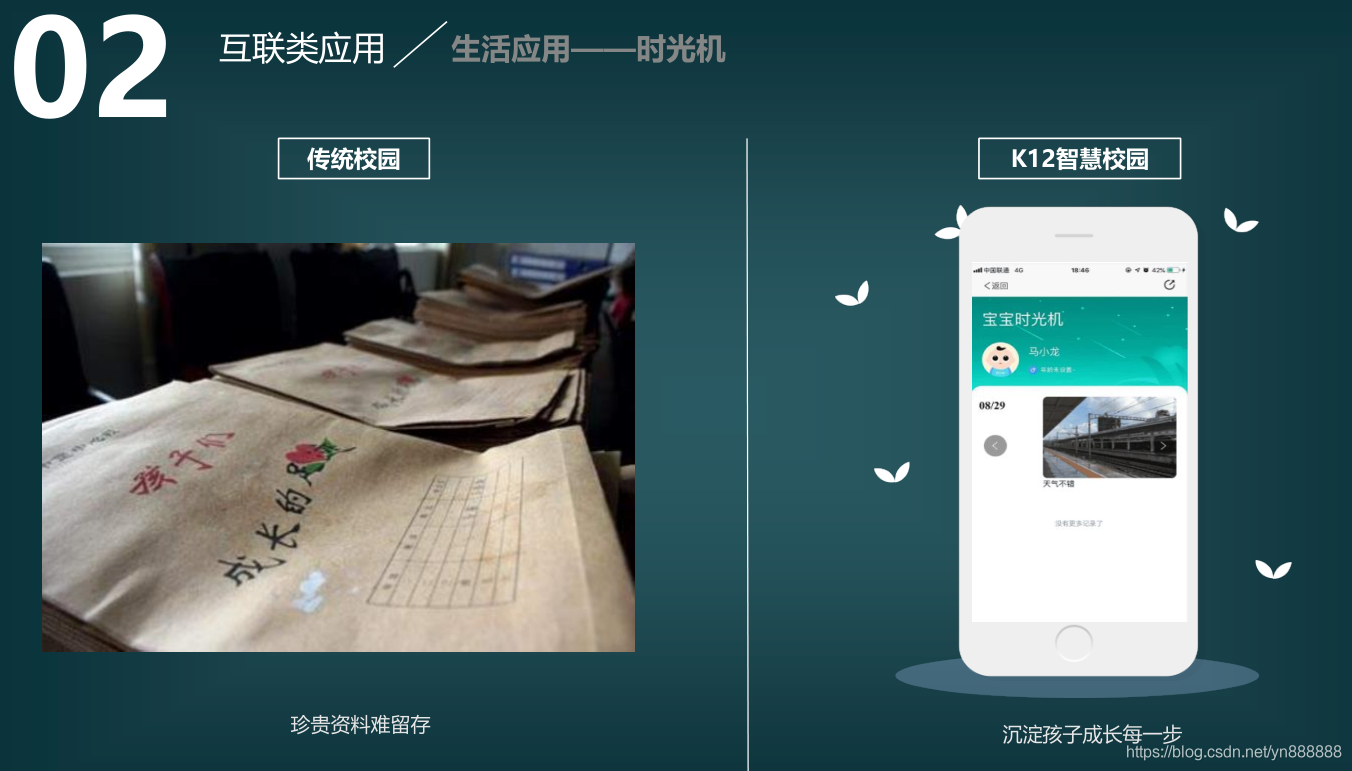 02
互联类应用
生活应用——时光机
传统校园
孩子们
成长的足
珍贵资料难留存
K12智慧校园
中国联通 4G 18:46 42%
返回
宝宝时光机
马小龙
年龄未设置
08/29
天气不错
没有更多记录了
沉淀孩子成长每一步
https://blog.csdn.net/yn888888